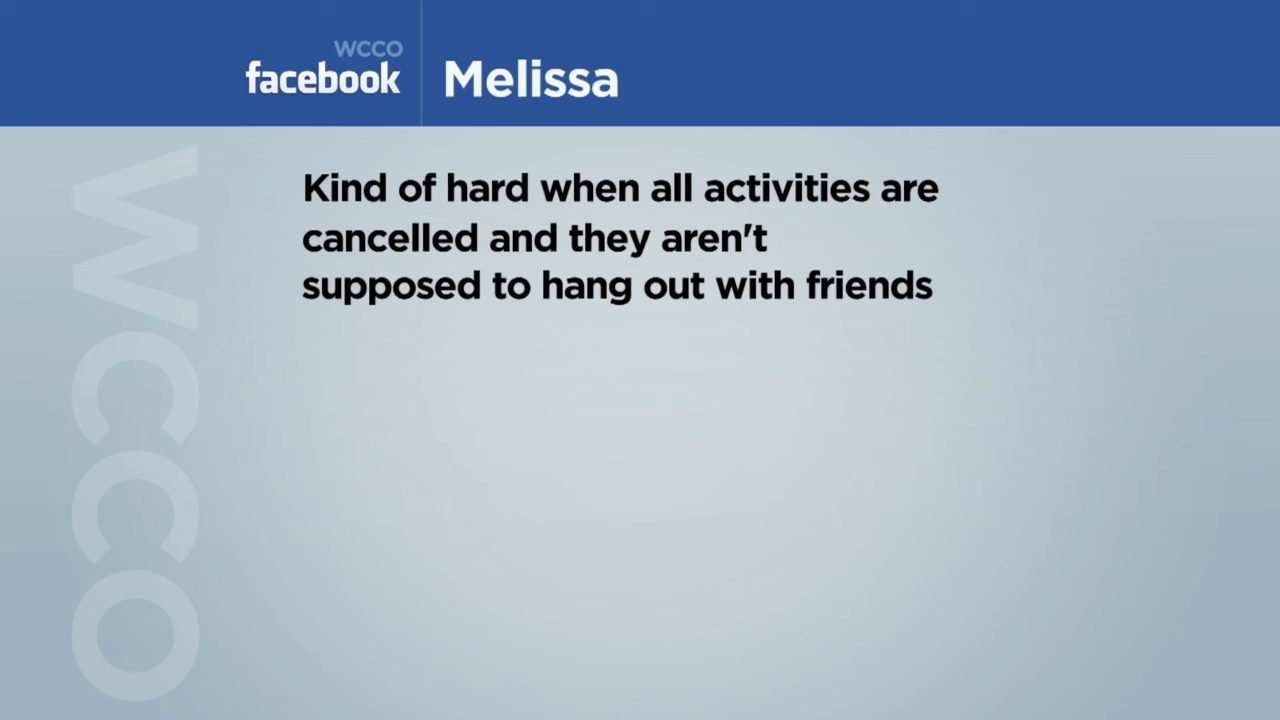 WCCO
facebook
Melissa
Kind of hard when all activities are
cancelled and they aren't
supposed to hang out with friends
WCCO